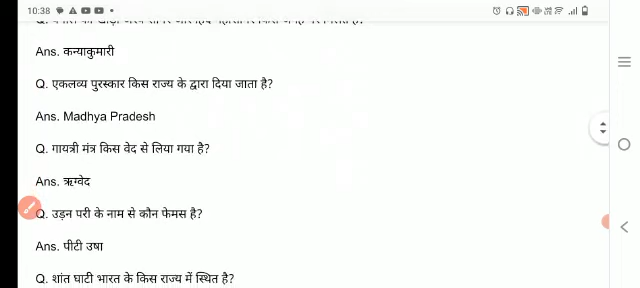 10:38
Ans. कन्याकुमारी
Q. एकलव्य पुरस्कार किस राज्य के द्वारा दिया जाता है?
Ans. Madhya Pradesh
Q. गायत्री मंत्र किस वेद से लिया गया है?
Ans. ऋग्वेद
Q. उड़न परी के नाम से कौन फेमस है?
Ans. पीटी उषा
Q. शांत घाटी भारत के किस राज्य में स्थित है?